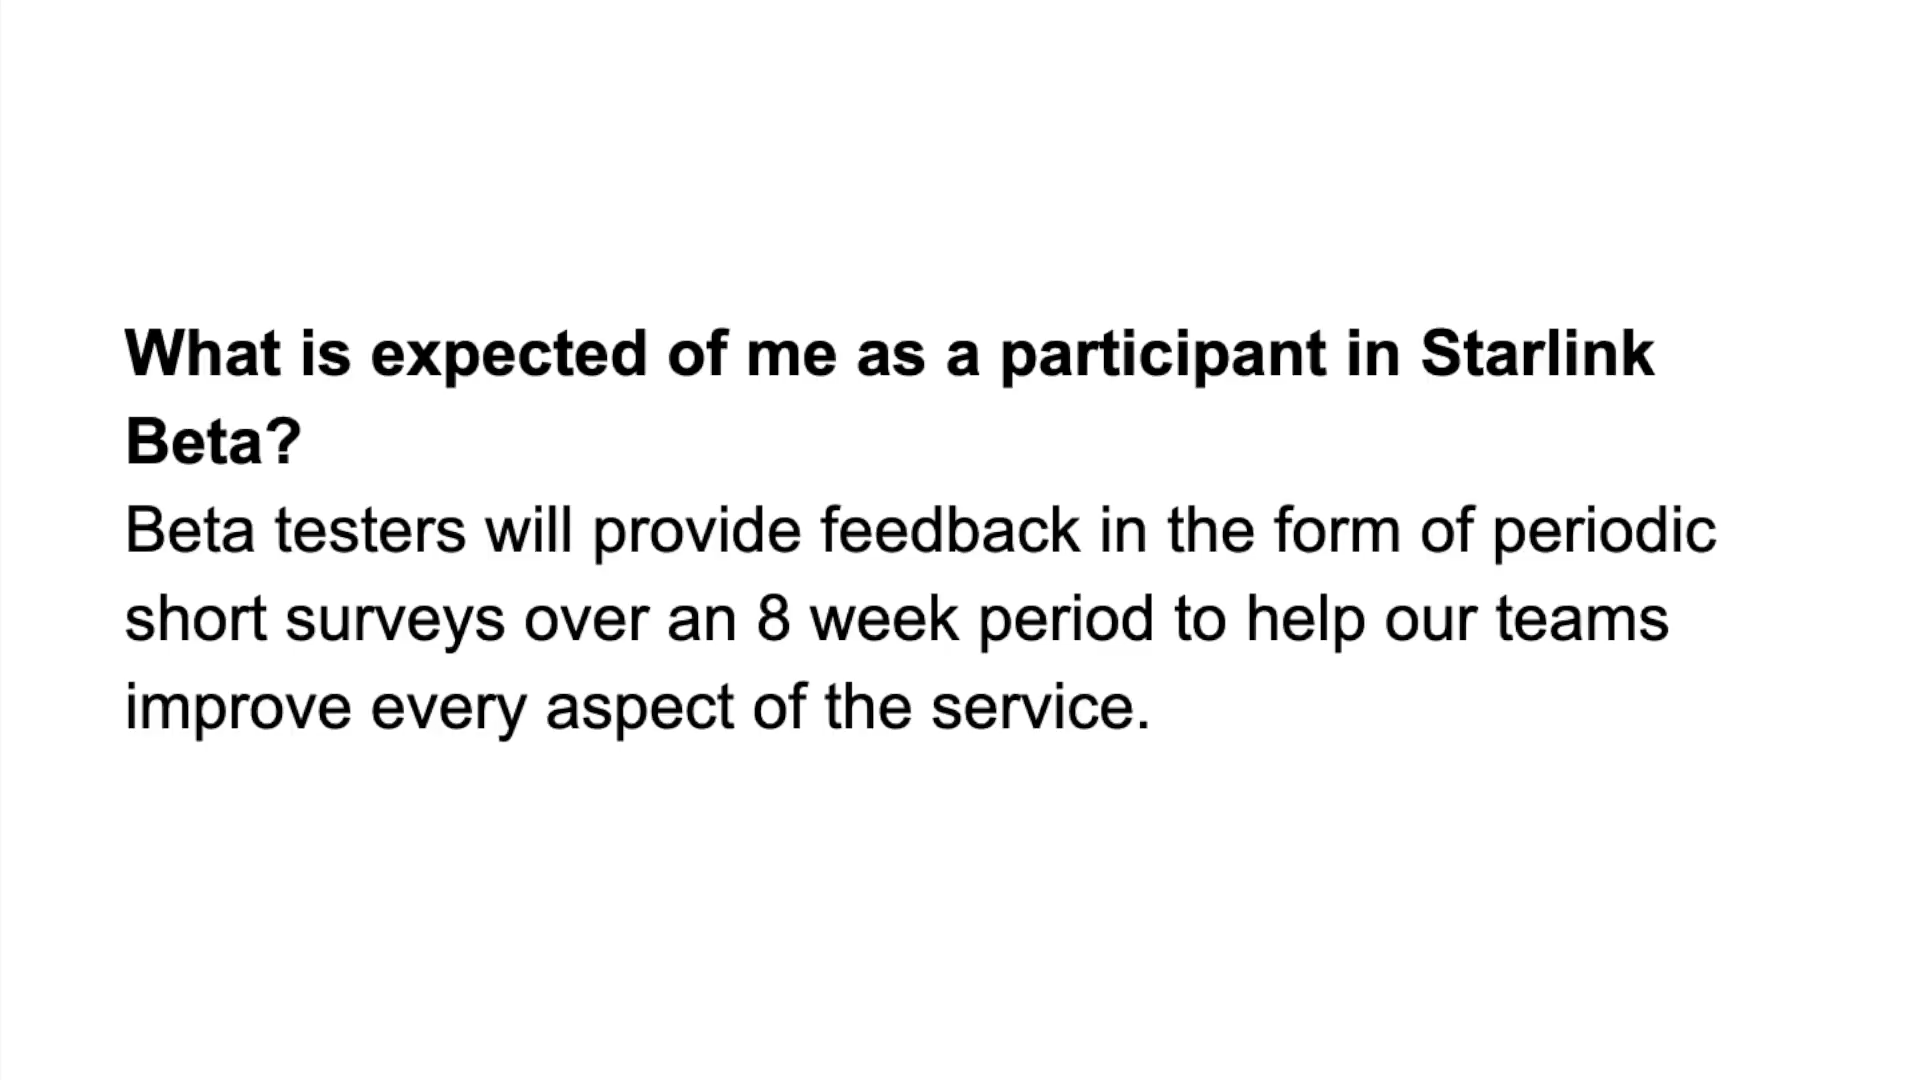 What is expected of me as a participant in Starlink
Beta?
Beta testers will provide feedback in the form of periodic
short surveys over an 8 week period to help our teams
improve every aspect of the service.